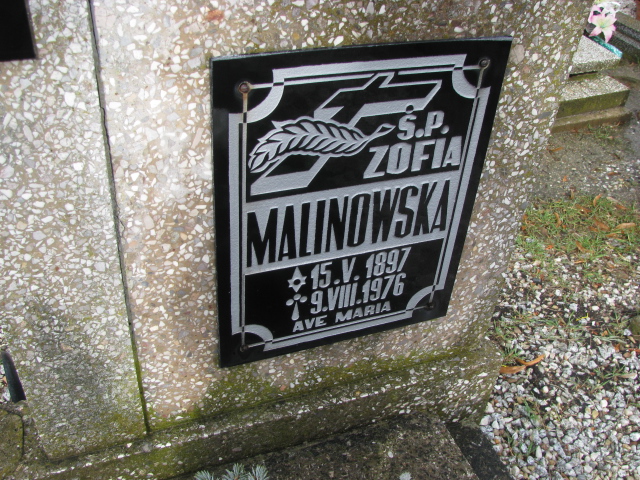 Ś.P.
ZOFIA
MALINOWSKA
15.V.1897
9.VIII.1976
AVE MARIA